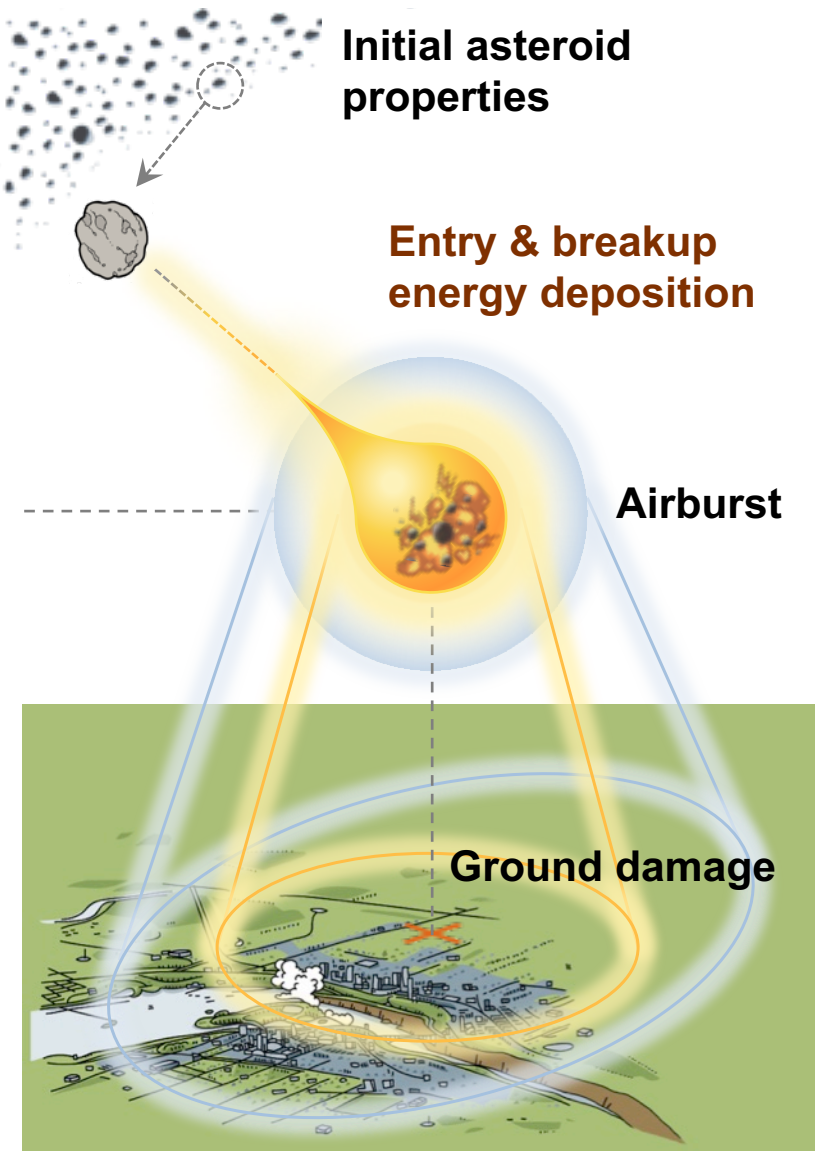 Initial asteroid
properties
Entry & breakup
energy deposition
Airburst
Ground damage